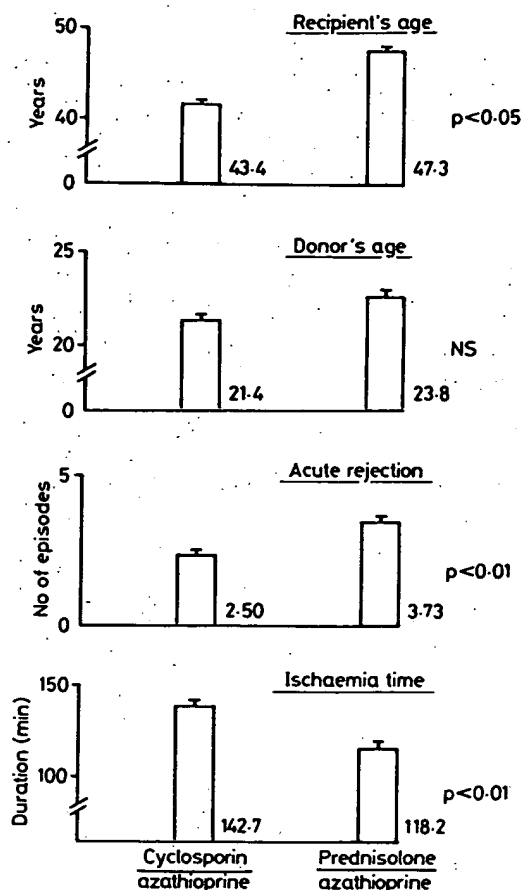 Recipient's age
50
40
0
Years
43·4
47·3
p<0·05
Donor's age
25
20
0
Years
21·4
23·8
NS
Acute rejection
5
0
No of episodes
2·50
3·73
p<0·01
Ischaemia time
150
100
Duration (min)
142·7
118·2
p<0·01
Cyclosporin
azathioprine
Prednisolone
azathioprine